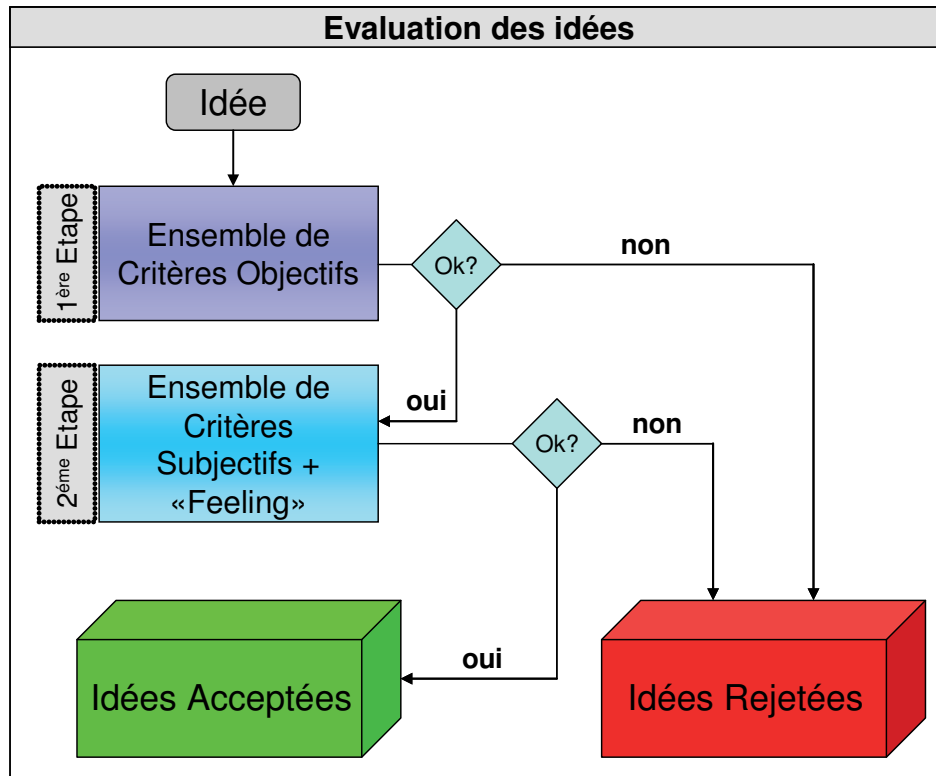 Evaluation des idées
Idée
1ère Etape
Ensemble de
Critères Objectifs
Ok?
non
oui
2éme Etape
Ensemble de
Critères
Subjectifs +
«Feeling»
Ok?
non
oui
Idées Acceptées
Idées Rejetées